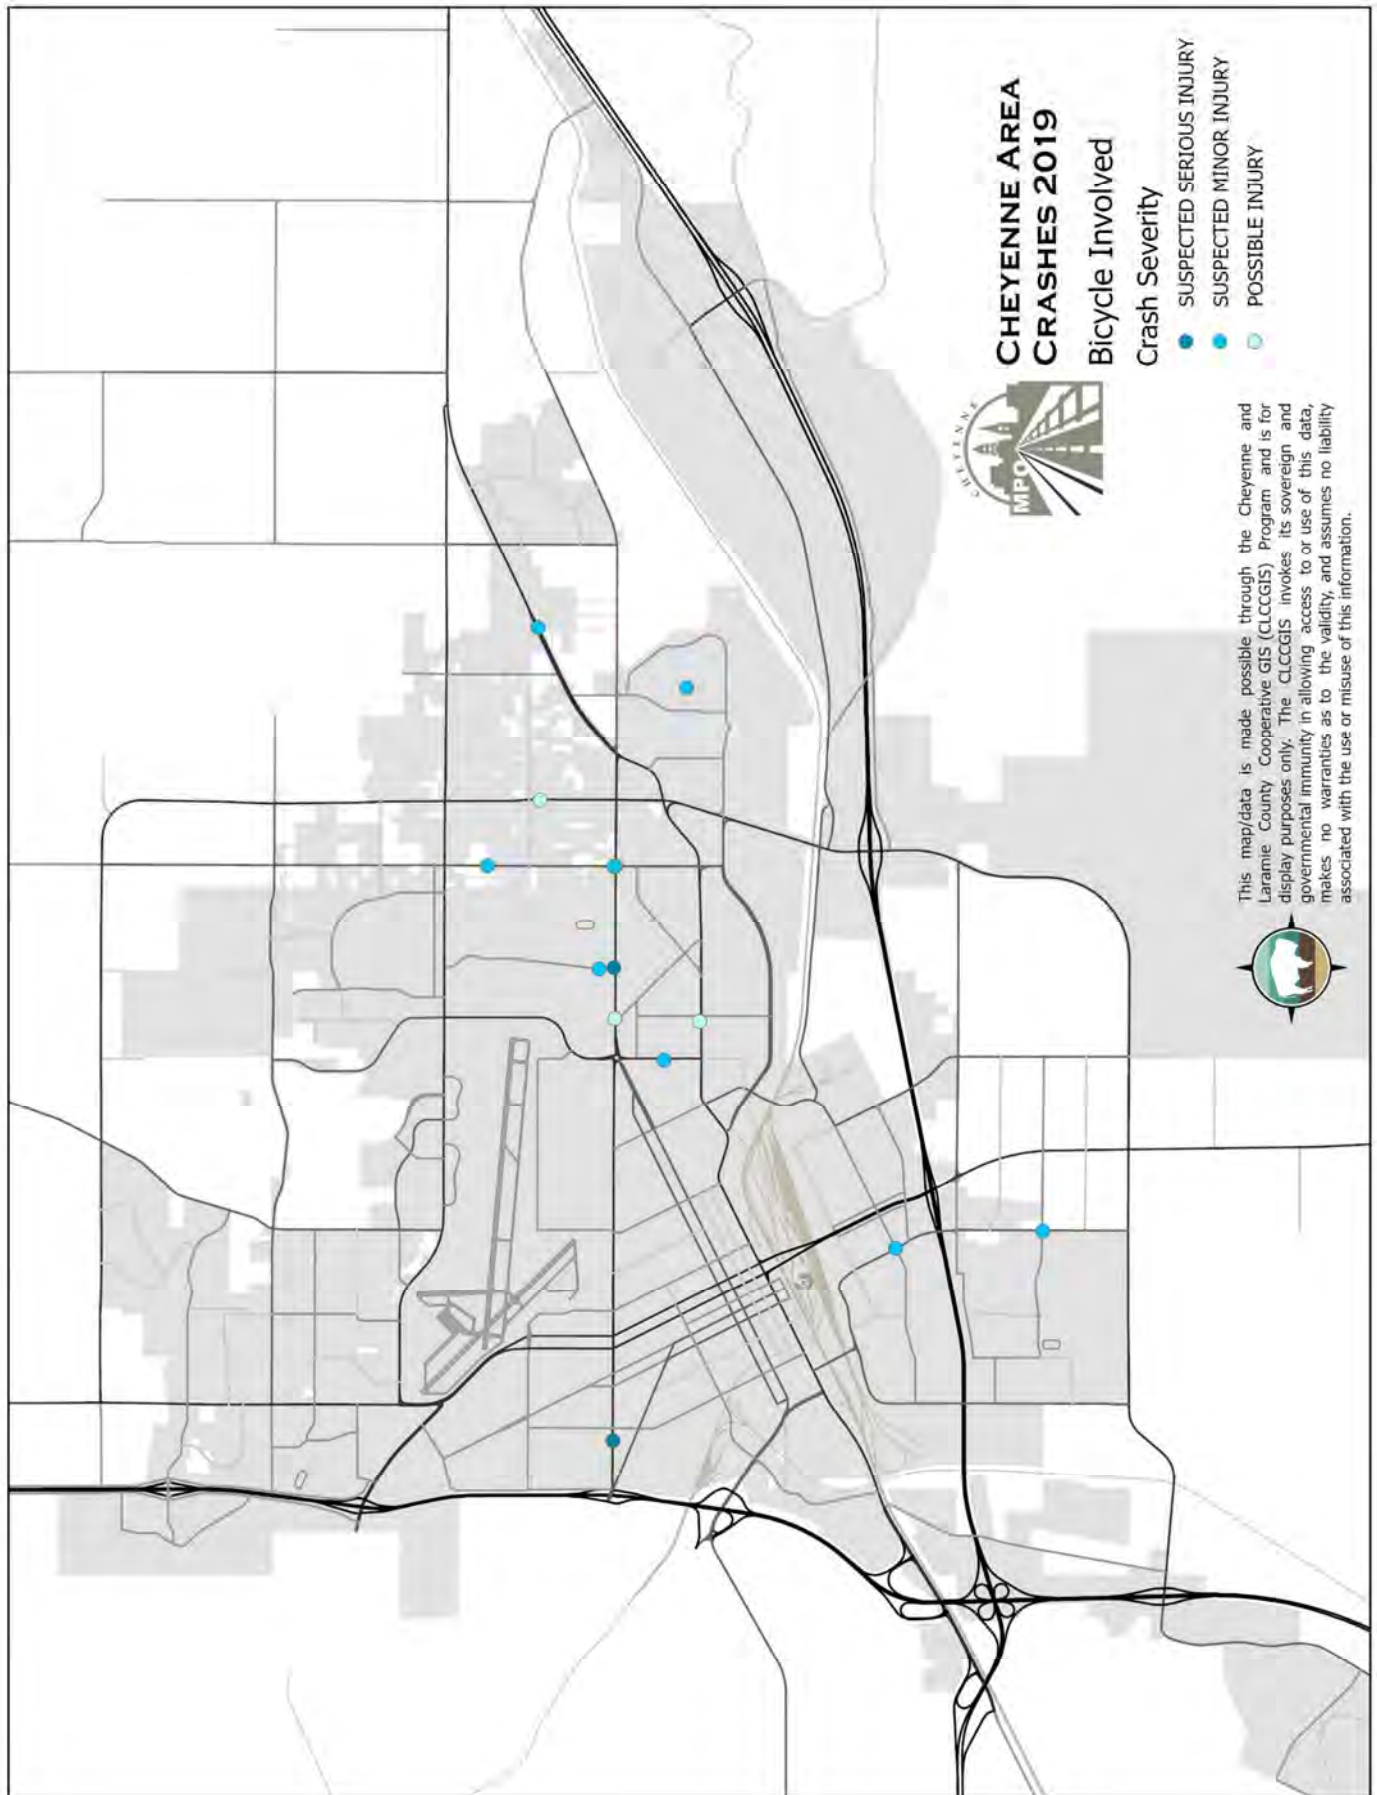 CHEYENNE AREA
CRASHES 2019
Bicycle Involved
Crash Severity
SUSPECTED SERIOUS INJURY
SUSPECTED MINOR INJURY
POSSIBLE INJURY
CHEYENNE
MPO
This map/data is made possible through the Cheyenne and
Laramie County Cooperative GIS (CLCCGIS) Program and is for
display purposes only. The CLCCGIS invokes its sovereign and
governmental immunity in allowing access to or use of this data,
makes no warranties as to the validity, and assumes no liability
associated with the use or misuse of this information.